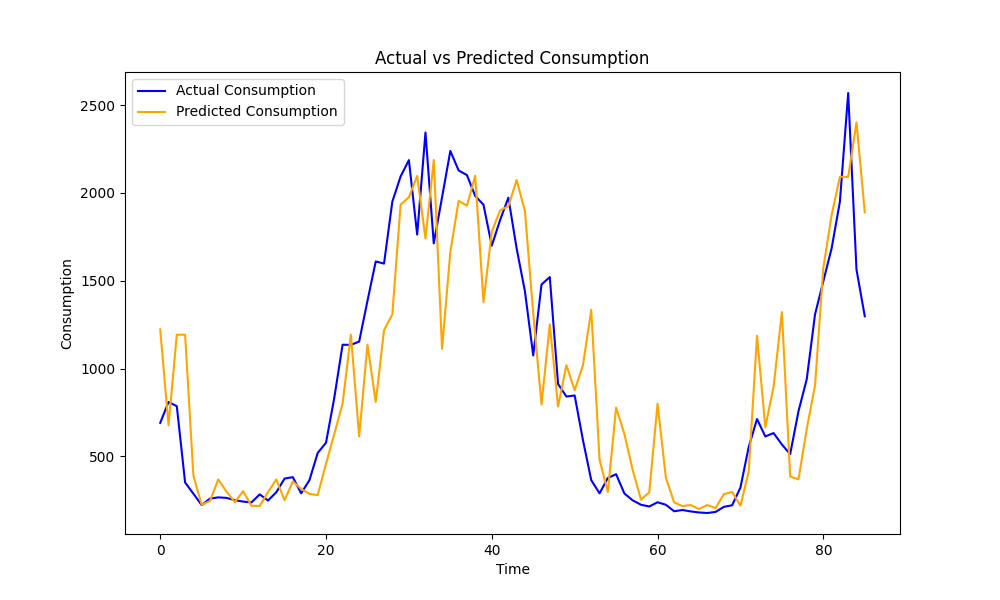 Actual vs Predicted Consumption
Actual Consumption
Predicted Consumption
2500
2000
1500
1000
500
Consumption
0
20
40
60
80
Time